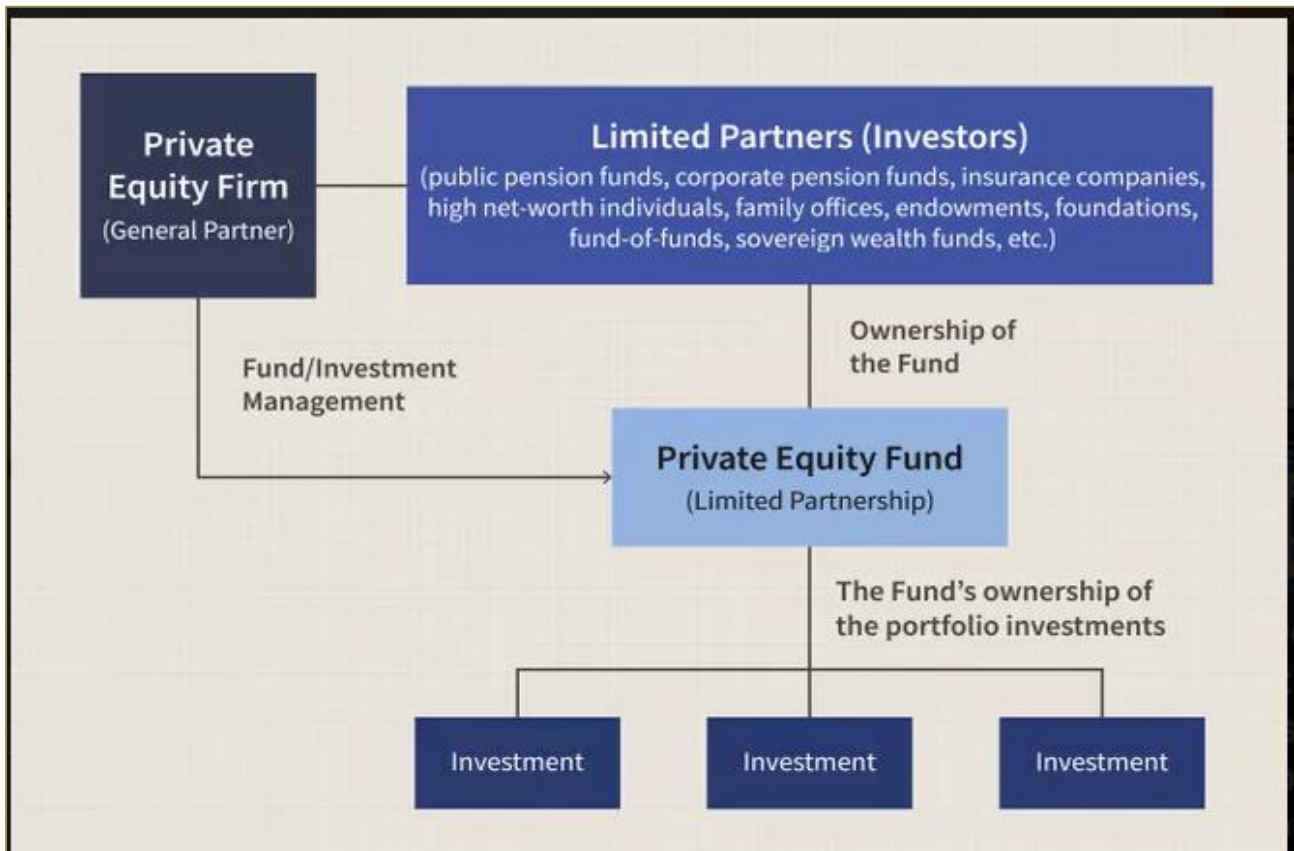 Private
Equity Firm
(General Partner)
Limited Partners (Investors)
(public pension funds, corporate pension funds, insurance companies,
high net-worth individuals, family offices, endowments, foundations,
fund-of-funds, sovereign wealth funds, etc.)
Ownership of
the Fund
Fund/Investment
Management
Private Equity Fund
(Limited Partnership)
The Fund’s ownership of
the portfolio investments
Investment
Investment
Investment